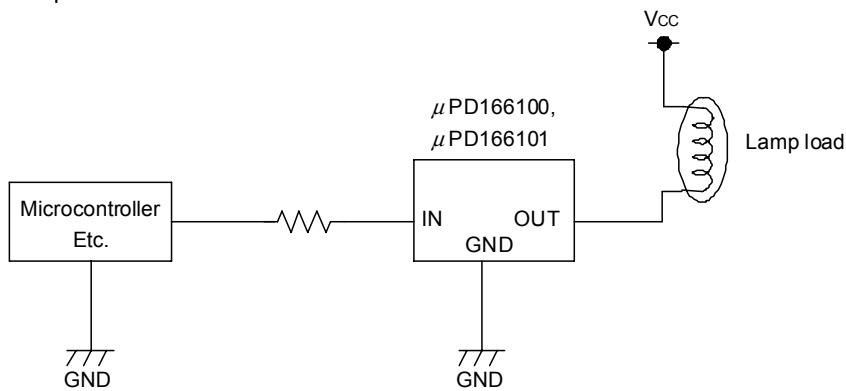 VCC
μPD166100,
μPD166101
Lamp load
Microcontroller
Etc.
IN
OUT
GND
GND
GND